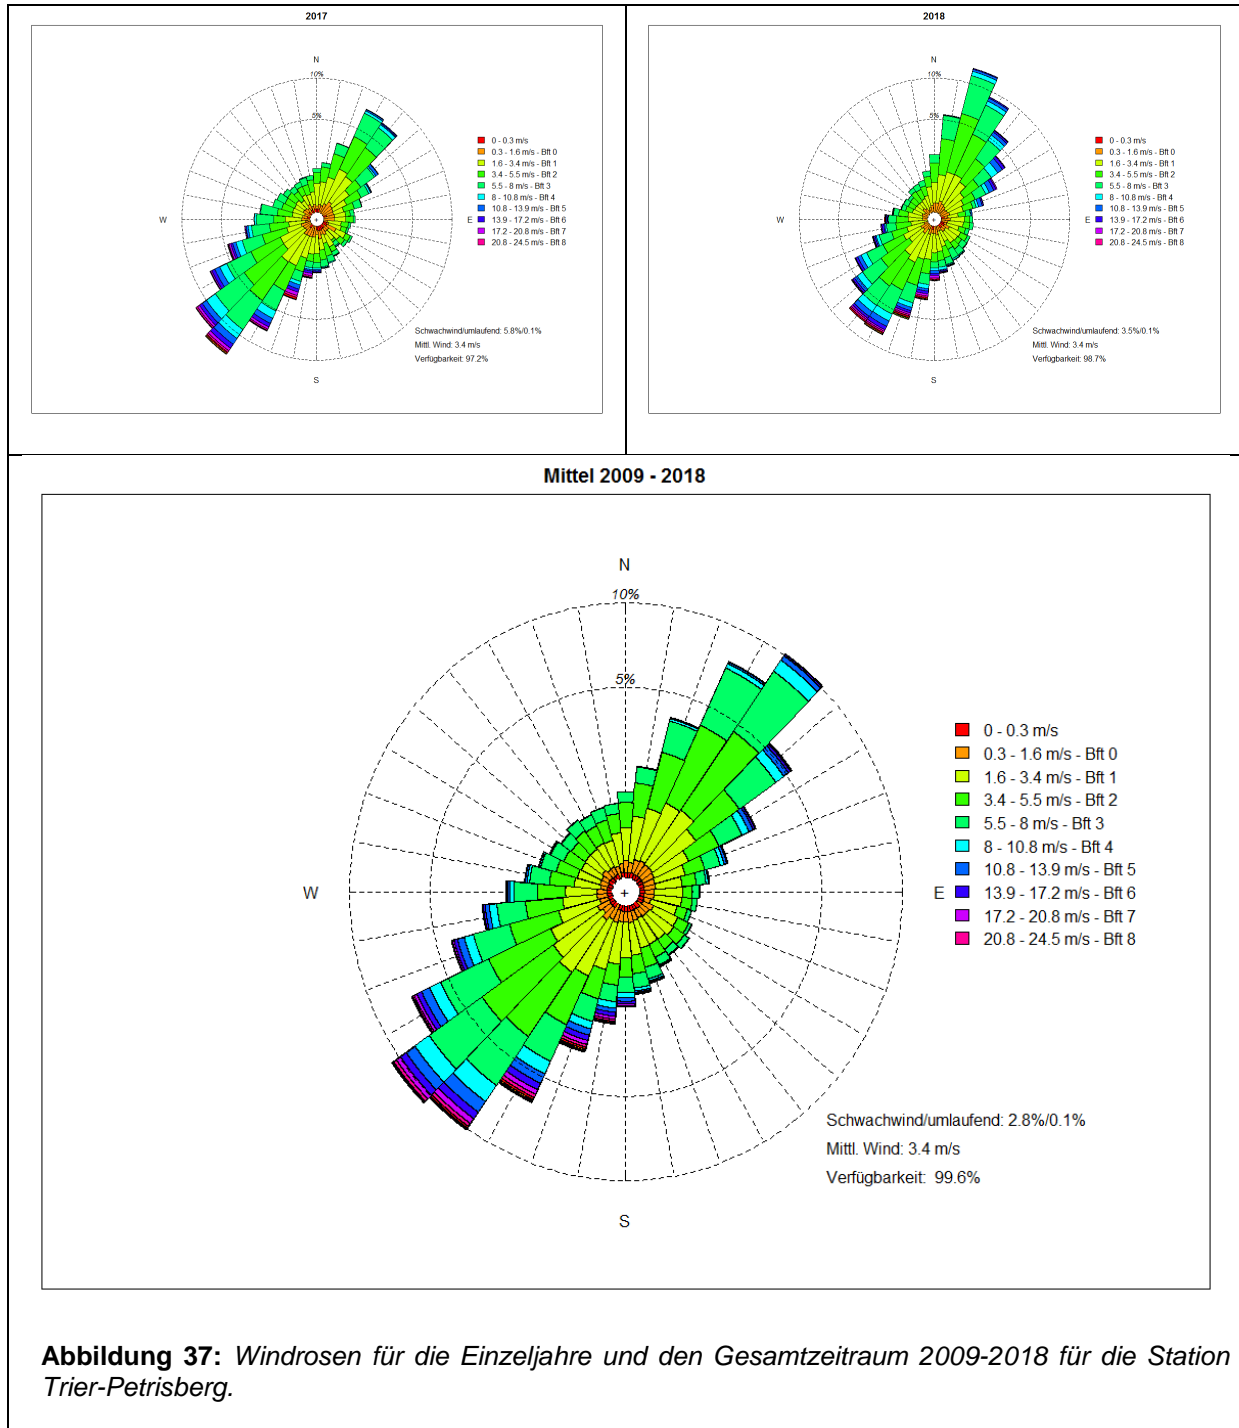 2017
N
10%
5%
W
E
S
0 - 0.3 m/s
0.3 - 1.6 m/s - Bft 0
1.6 - 3.4 m/s - Bft 1
3.4 - 5.5 m/s - Bft 2
5.5 - 8 m/s - Bft 3
8 - 10.8 m/s - Bft 4
10.8 - 13.9 m/s - Bft 5
13.9 - 17.2 m/s - Bft 6
17.2 - 20.8 m/s - Bft 7
20.8 - 24.5 m/s - Bft 8
Schwachwind/umlaufend: 5.8%/0.1%
Mittl. Wind: 3.4 m/s
Verfügbarkeit: 97.2%
2018
N
10%
5%
W
E
S
0 - 0.3 m/s
0.3 - 1.6 m/s - Bft 0
1.6 - 3.4 m/s - Bft 1
3.4 - 5.5 m/s - Bft 2
5.5 - 8 m/s - Bft 3
8 - 10.8 m/s - Bft 4
10.8 - 13.9 m/s - Bft 5
13.9 - 17.2 m/s - Bft 6
17.2 - 20.8 m/s - Bft 7
20.8 - 24.5 m/s - Bft 8
Schwachwind/umlaufend: 3.5%/0.1%
Mittl. Wind: 3.4 m/s
Verfügbarkeit: 98.7%
Mittel 2009 - 2018
N
10%
5%
W
E
S
0 - 0.3 m/s
0.3 - 1.6 m/s - Bft 0
1.6 - 3.4 m/s - Bft 1
3.4 - 5.5 m/s - Bft 2
5.5 - 8 m/s - Bft 3
8 - 10.8 m/s - Bft 4
10.8 - 13.9 m/s - Bft 5
13.9 - 17.2 m/s - Bft 6
17.2 - 20.8 m/s - Bft 7
20.8 - 24.5 m/s - Bft 8
Schwachwind/umlaufend: 2.8%/0.1%
Mittl. Wind: 3.4 m/s
Verfügbarkeit: 99.6%
Abbildung 37: Windrosen für die Einzeljahre und den Gesamtzeitraum 2009-2018 für die Station
Trier-Petrisberg.